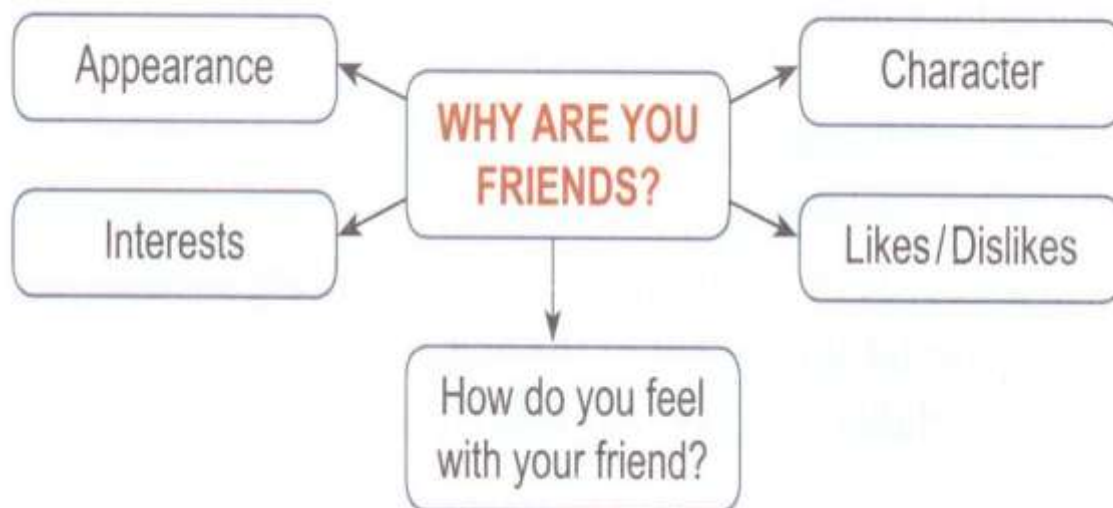 Appearance
Character
WHY ARE YOU
FRIENDS?
Interests
Likes/Dislikes
How do you feel
with your friend?